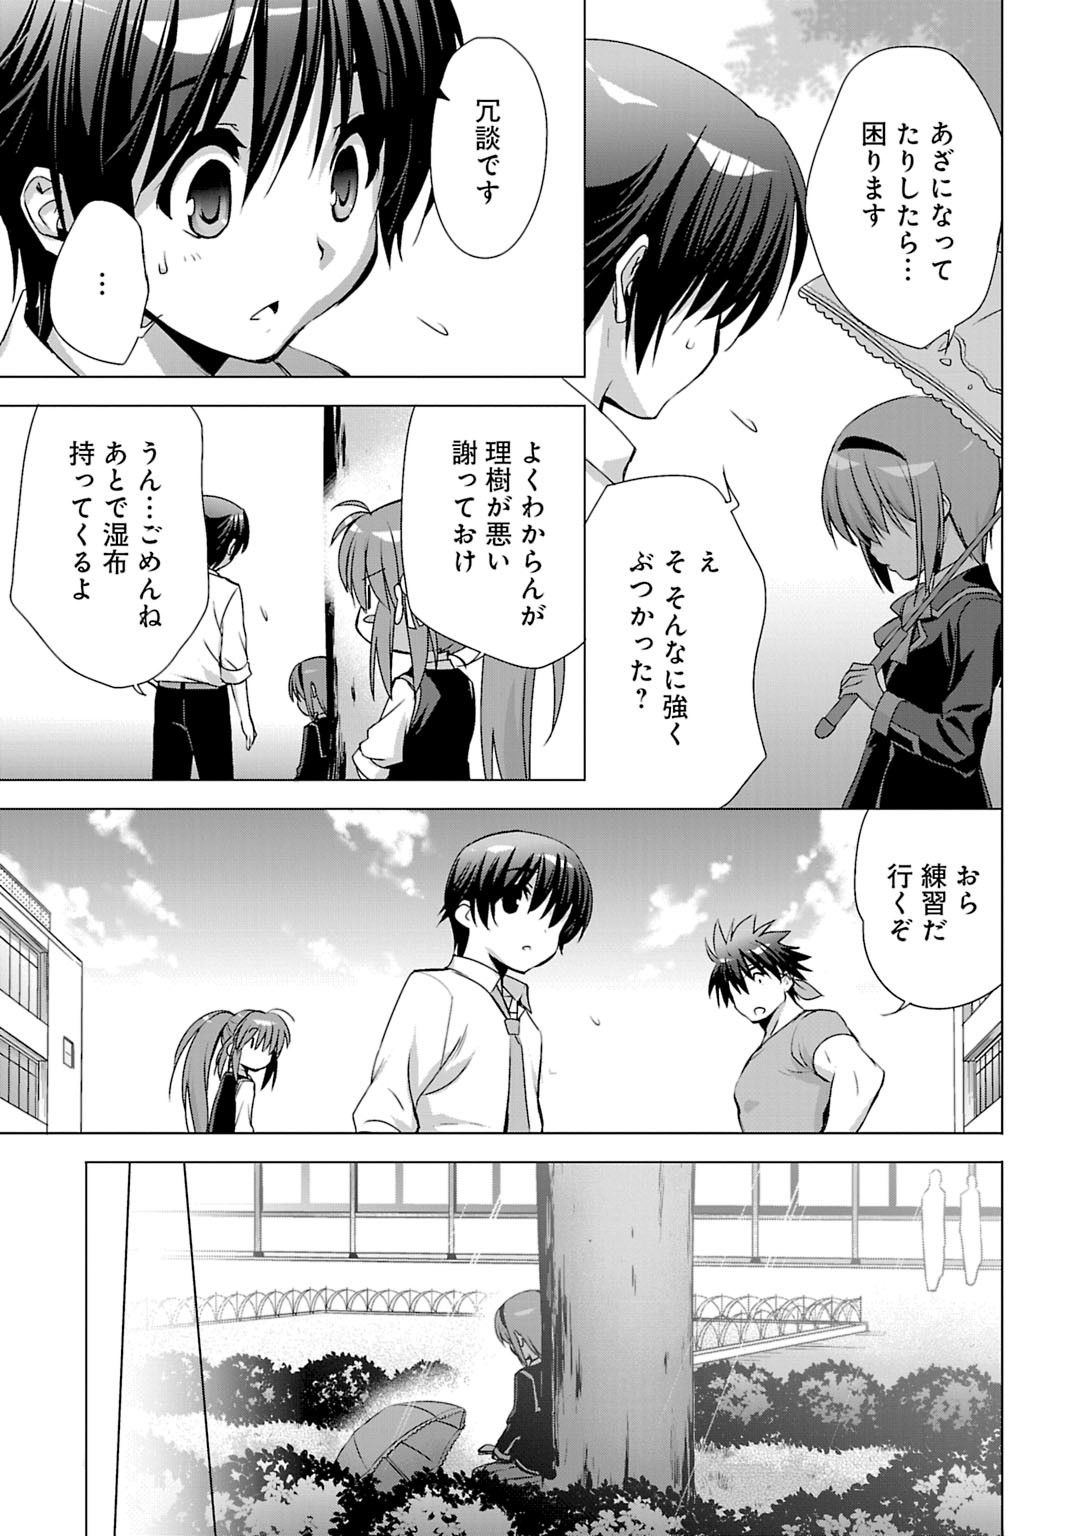 あざになって
たりしたら…
困ります
え
そ そんなに強く
ぶつかった？
冗談です
…
よくわからんが
理樹が悪い
謝っておけ
うん…ごめんね
あとで湿布
持ってくるよ
おら
練習だ
行くぞ